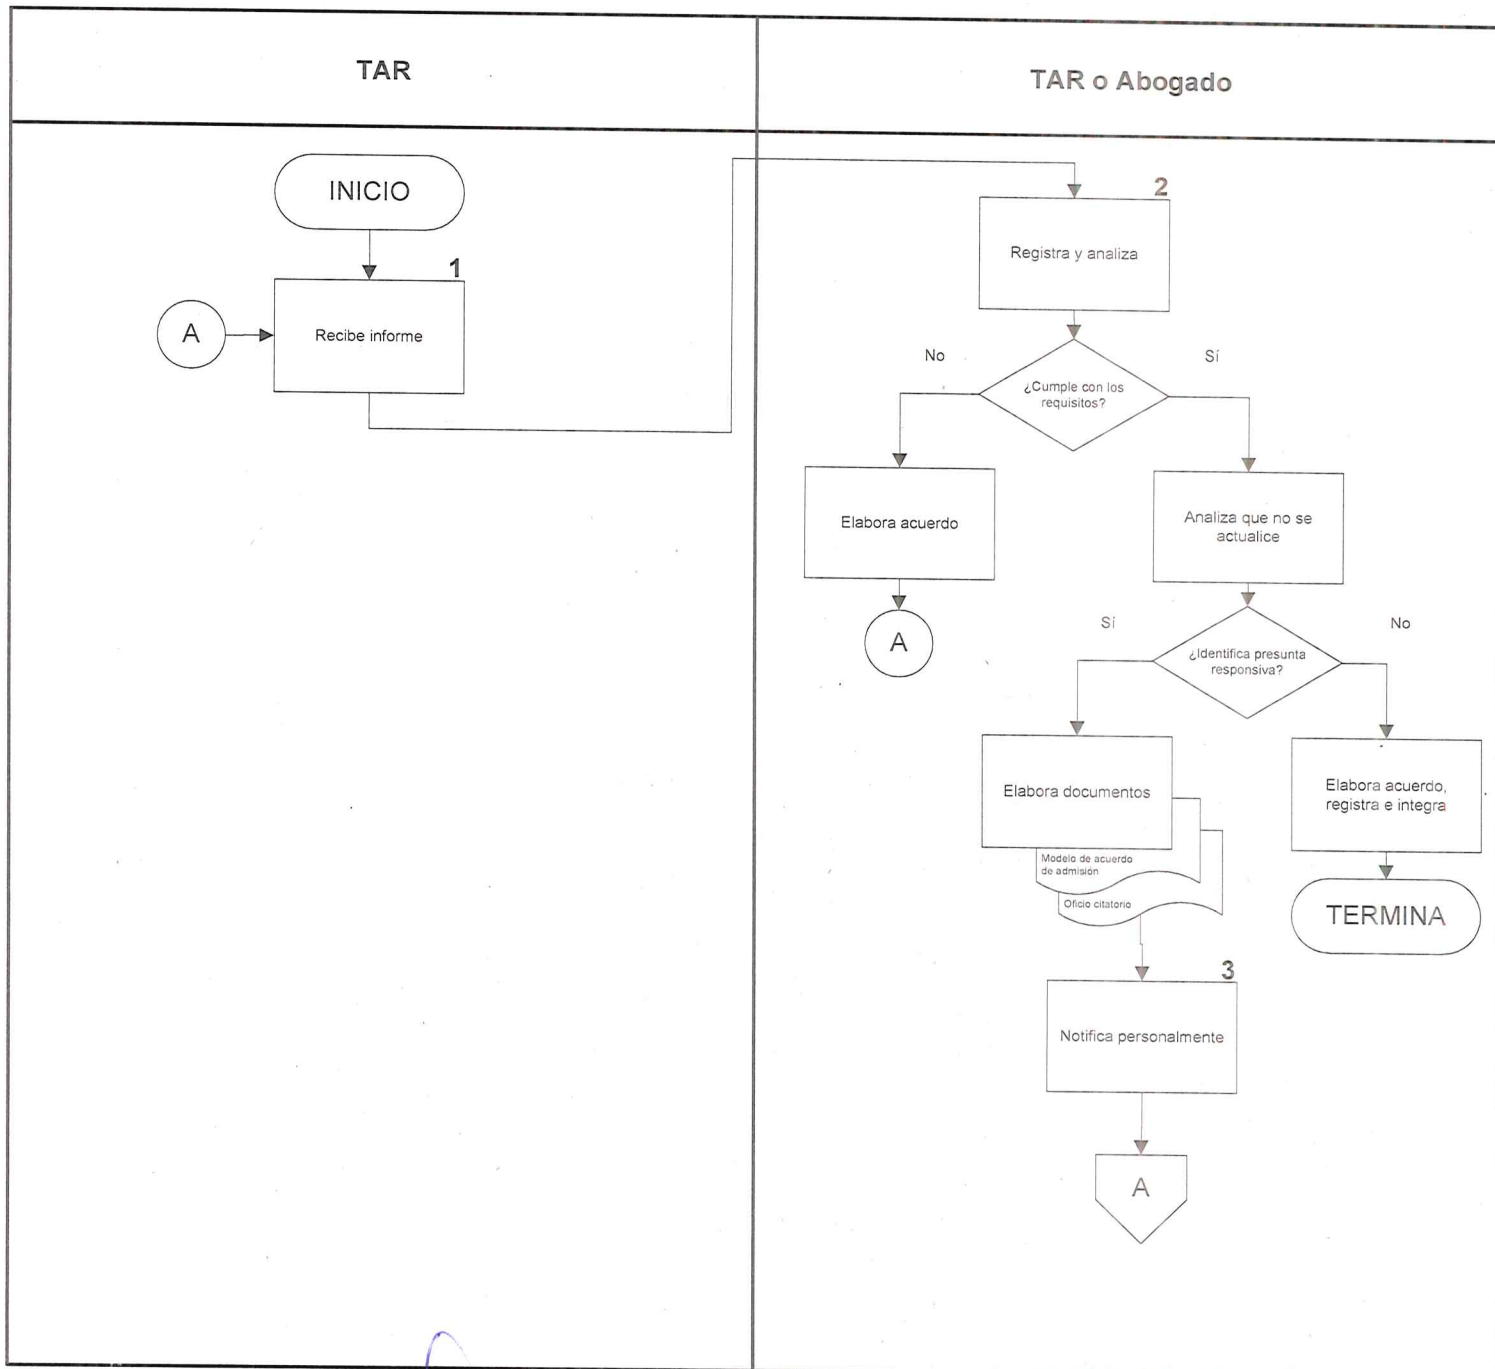 TAR
TAR o Abogado
INICIO
1
A
Recibe informe
2
Registra y analiza
No
Sí
¿Cumple con los
requisitos?
Elabora acuerdo
Analiza que no se
actualice
A
Sí
No
¿Identifica presunta
responsiva?
Elabora documentos
Elabora acuerdo,
registra e integra
Modelo de acuerdo
de admisión
Oficio citatorio
TERMINA
3
Notifica personalmente
A